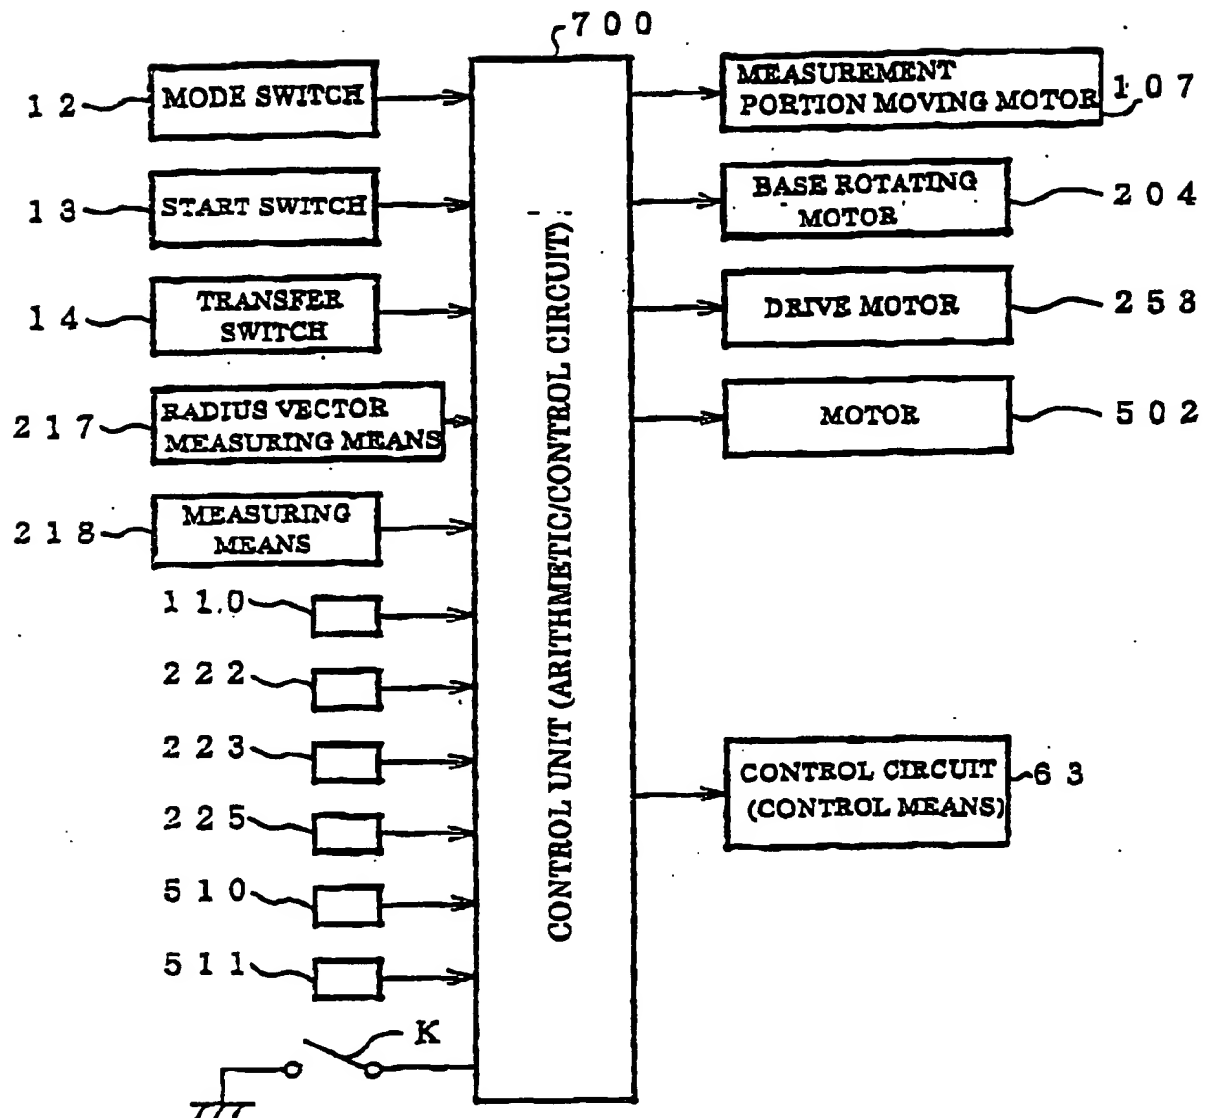 700
12
MODE SWITCH
13
START SWITCH
14
TRANSFER
SWITCH
217
RADIUS VECTOR
MEASURING MEANS
218
MEASURING
MEANS
110
222
223
225
510
511
K
CONTROL UNIT (ARITHMETIC/CONTROL CIRCUIT)
MEASUREMENT
PORTION MOVING MOTOR
107
BASE ROTATING
MOTOR
204
DRIVE MOTOR
253
MOTOR
502
CONTROL CIRCUIT
(CONTROL MEANS)
63